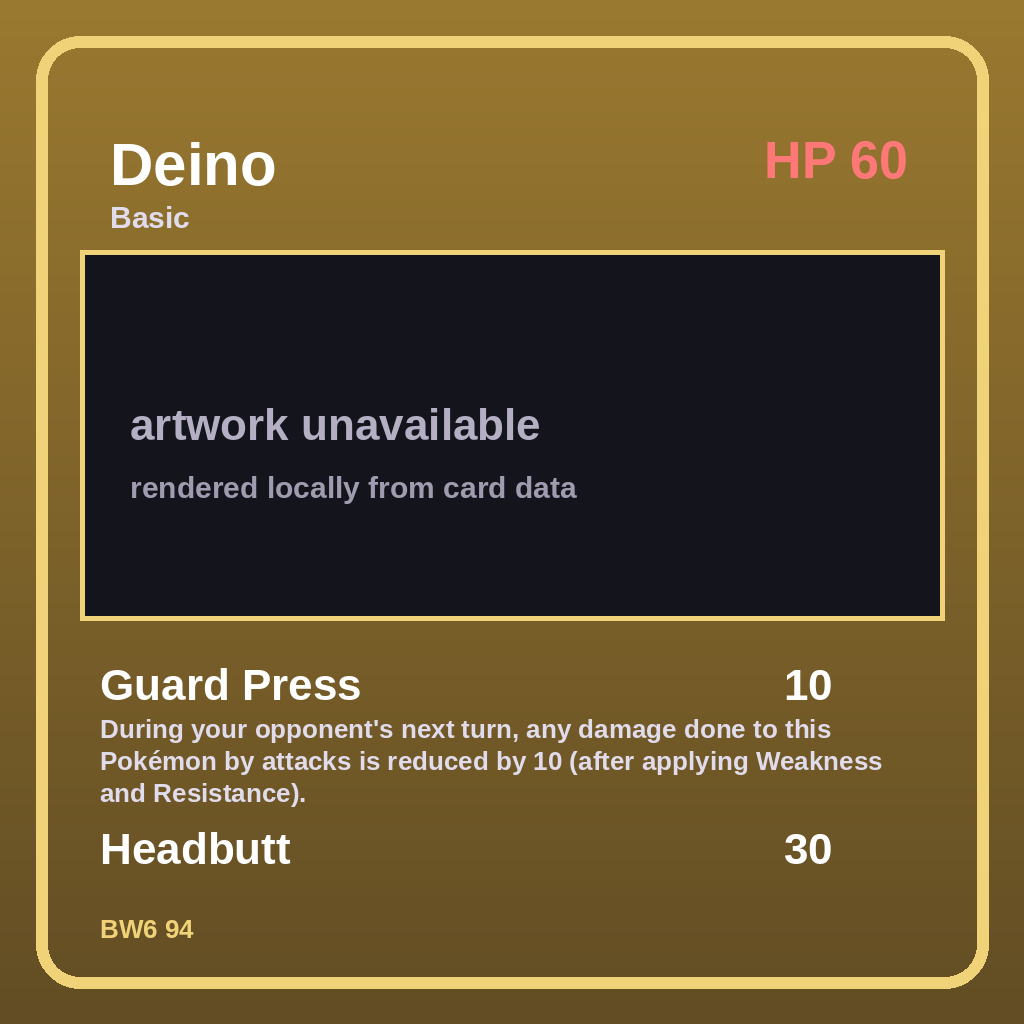 Deino
HP 60
Basic
artwork unavailable
rendered locally from card data
Guard Press 10
During your opponent's next turn, any damage done to this
Pokémon by attacks is reduced by 10 (after applying Weakness
and Resistance).
Headbutt 30
BW6 94